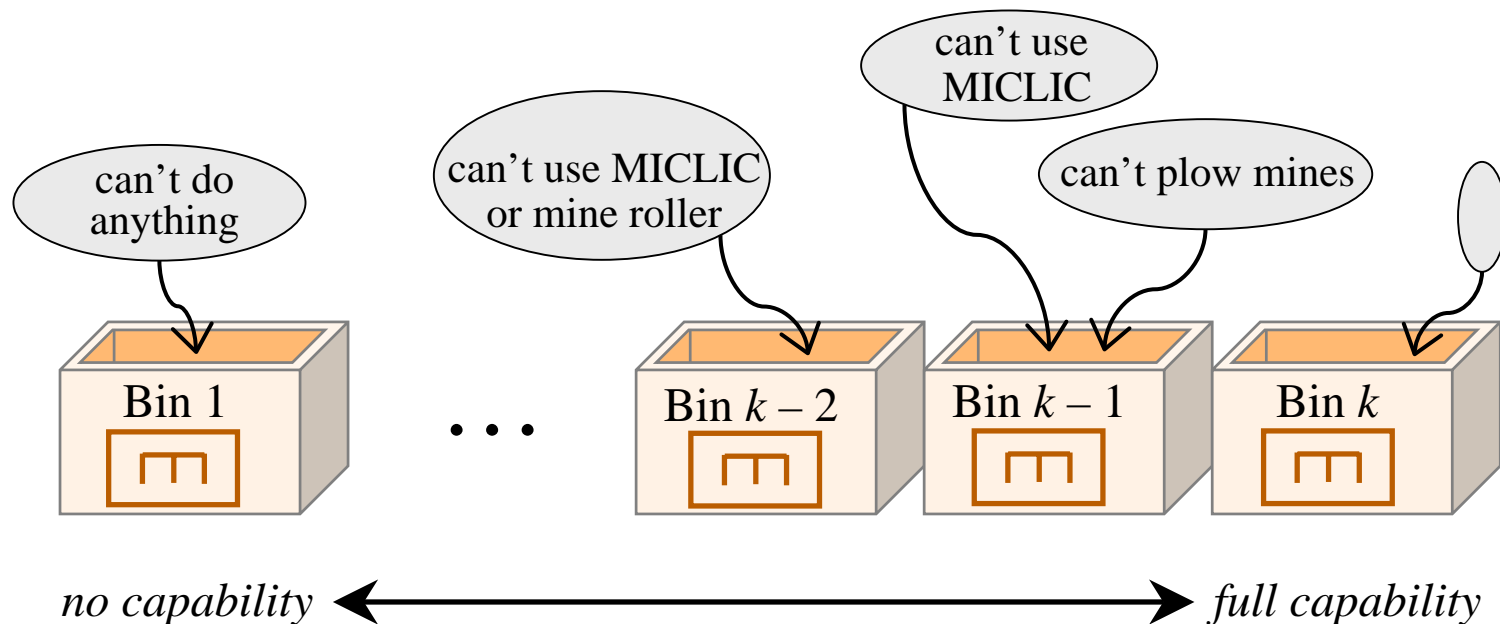 can't use
MICLIC
can't use MICLIC
or mine roller
can't plow mines
can't do
anything
Bin 1
. . .
Bin k – 2
Bin k – 1
Bin k
no capability
full capability